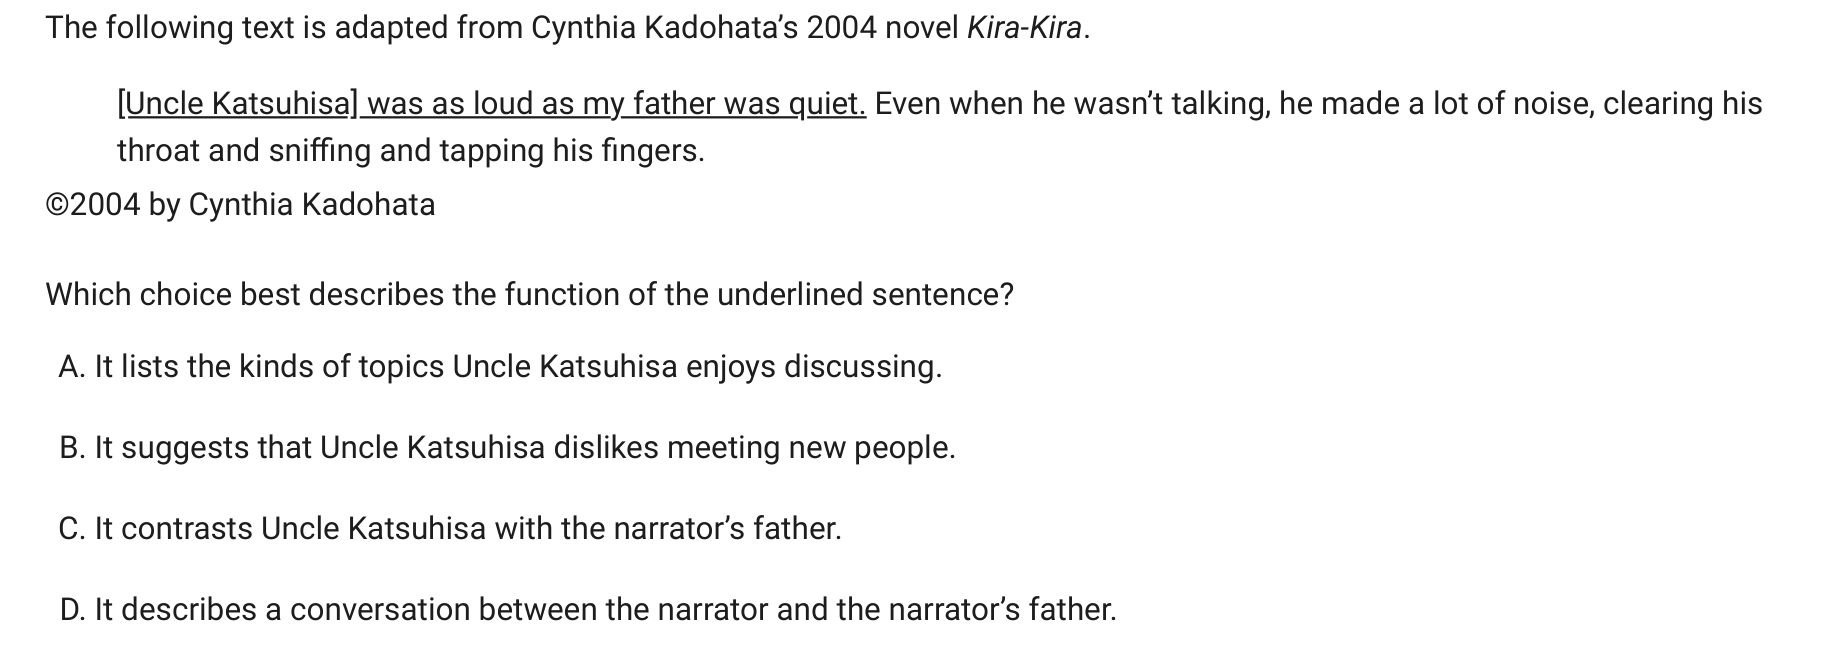 The following text is adapted from Cynthia Kadohata’s 2004 novel Kira-Kira.
[Uncle Katsuhisa] was as loud as my father was quiet. Even when he wasn’t talking, he made a lot of noise, clearing his
throat and sniffing and tapping his fingers.
©2004 by Cynthia Kadohata
Which choice best describes the function of the underlined sentence?
A. It lists the kinds of topics Uncle Katsuhisa enjoys discussing.
B. It suggests that Uncle Katsuhisa dislikes meeting new people.
C. It contrasts Uncle Katsuhisa with the narrator’s father.
D. It describes a conversation between the narrator and the narrator’s father.